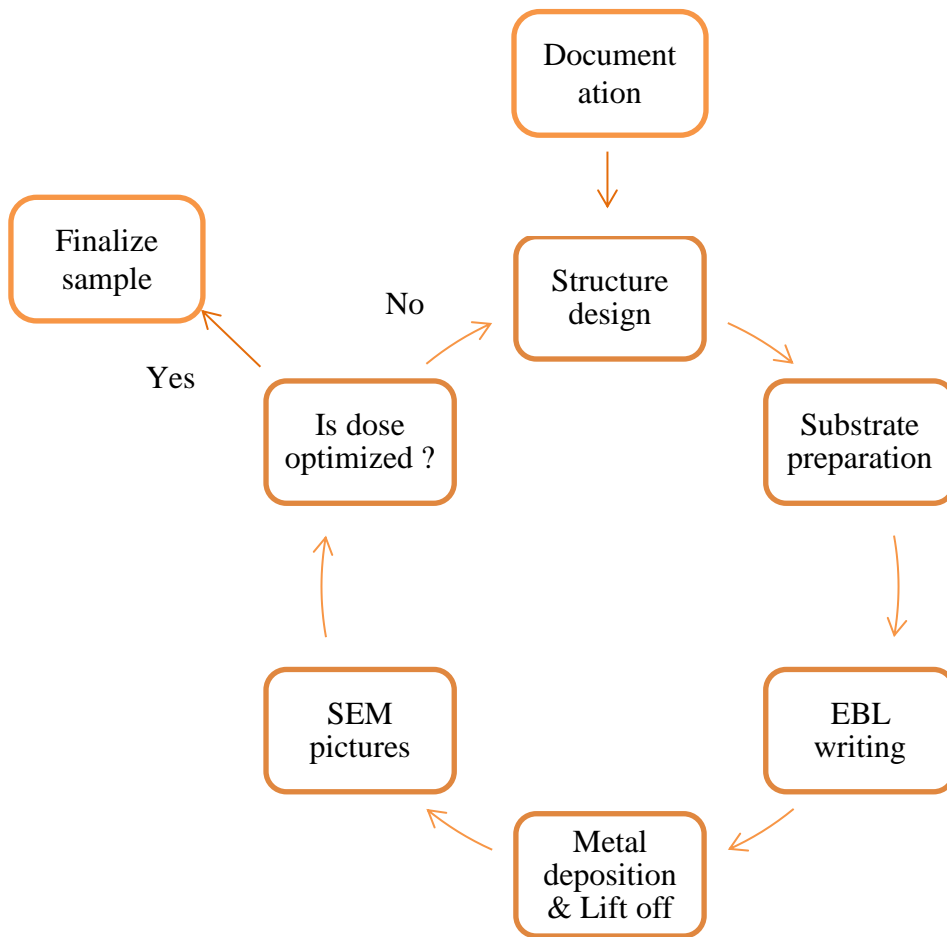 Document
ation
Structure
design
Substrate
preparation
EBL
writing
Metal
deposition
& Lift off
SEM
pictures
Is dose
optimized ?
No
Yes
Finalize
sample